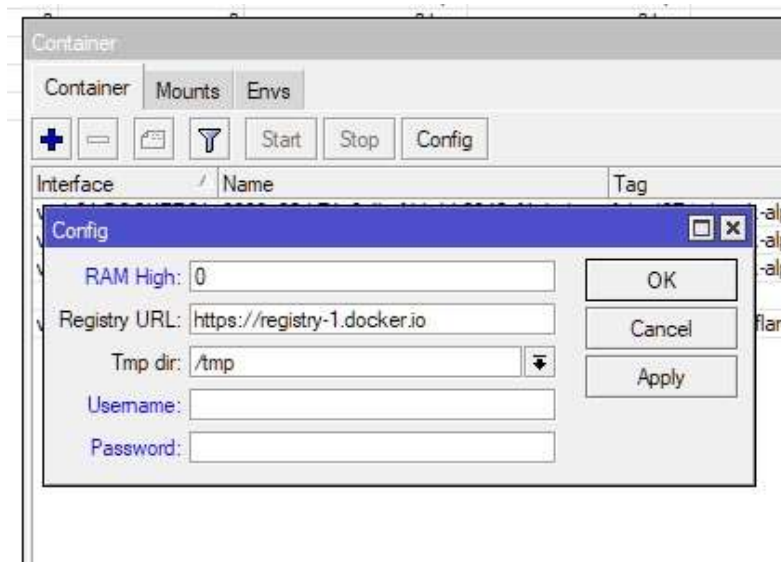 Container
Container Mounts Envs
Start Stop Config
Interface / Name Tag
Config
RAM High: 0 OK
Registry URL: https://registry-1.docker.io Cancel
Tmp dir: /tmp Apply
Username:
Password: